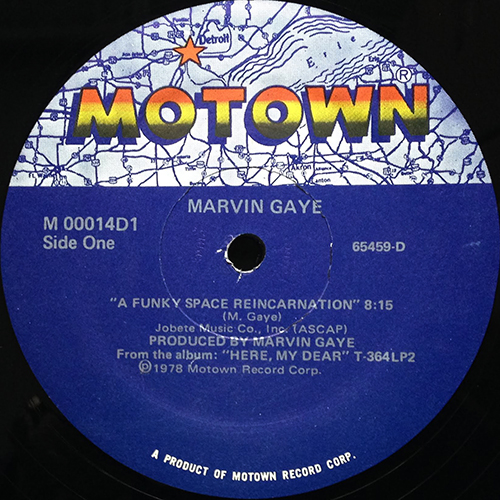 Detroit
Erie
MOTOWN®
Akron
Canton
MARVIN GAYE
M 00014D1
Side One
65459-D
"A FUNKY SPACE REINCARNATION" 8:15
(M. Gaye)
Jobete Music Co., Inc. (ASCAP)
PRODUCED BY MARVIN GAYE
From the album: "HERE, MY DEAR" T-364LP2
Ⓟ©1978 Motown Record Corp.
A PRODUCT OF MOTOWN RECORD CORP.